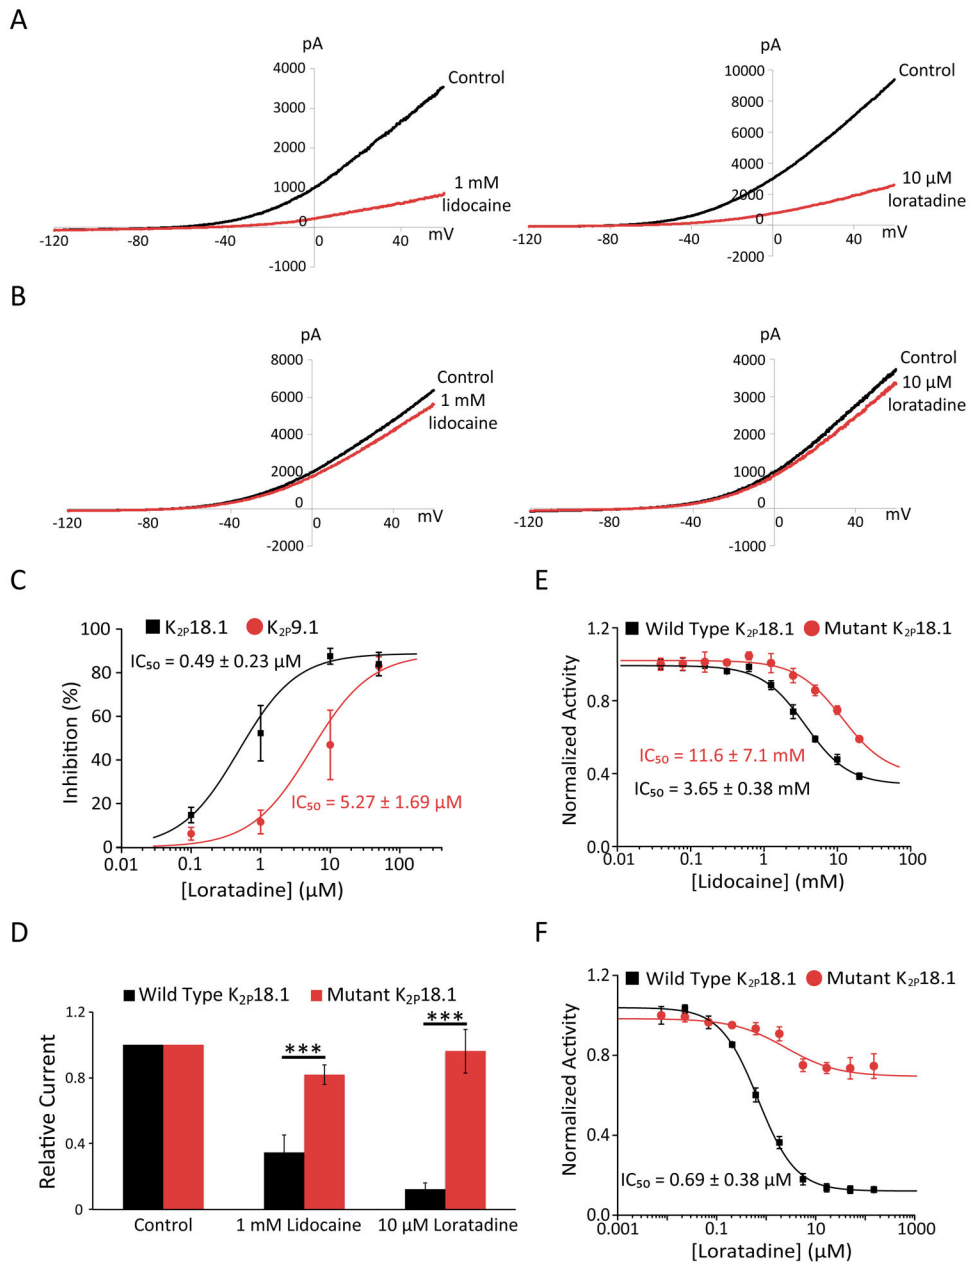 A
pA
4000
3000
2000
1000
0
-1000
-120
-80
-40
0
40
mV
Control
1 mM
lidocaine
pA
10000
8000
6000
4000
2000
0
-2000
-120
-80
-40
0
40
mV
Control
10 µM
loratadine
B
pA
8000
6000
4000
2000
0
-2000
-120
-80
-40
0
40
mV
Control
1 mM
lidocaine
pA
4000
3000
2000
1000
0
-1000
-120
-80
-40
0
40
mV
Control
10 µM
loratadine
C
K2P18.1 K2P9.1
IC50 = 0.49 ± 0.23 µM
IC50 = 5.27 ± 1.69 µM
Inhibition (%)
100
80
60
40
20
0
0.01 0.1 1 10 100
[Loratadine] (µM)
E
Wild Type K2P18.1 Mutant K2P18.1
IC50 = 11.6 ± 7.1 mM
IC50 = 3.65 ± 0.38 mM
Normalized Activity
1.2
0.8
0.4
0.0
0.01 0.1 1 10 100
[Lidocaine] (mM)
D
Wild Type K2P18.1 Mutant K2P18.1
Relative Current
1.2
0.8
0.4
0
***
***
Control 1 mM Lidocaine 10 µM Loratadine
F
Wild Type K2P18.1 Mutant K2P18.1
Normalized Activity
1.2
0.8
0.4
0.0
IC50 = 0.69 ± 0.38 µM
0.001 0.1 10 1000
[Loratadine] (µM)